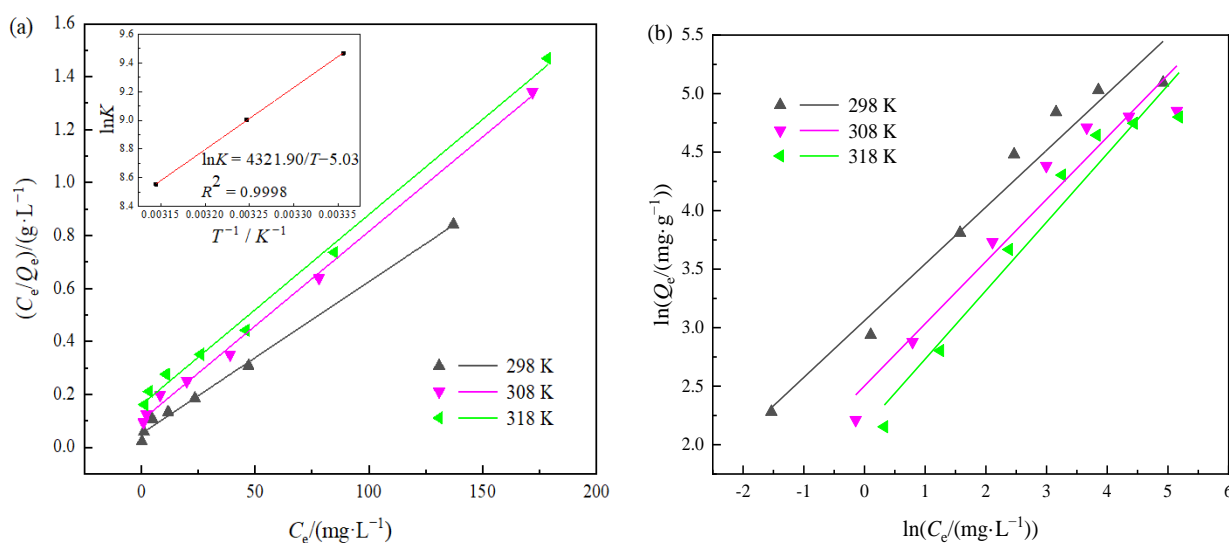 (a)
1.6
1.4
1.2
1.0
0.8
0.6
0.4
0.2
0.0
(C_e/Q_e)/(g·L⁻¹)
0
50
100
150
200
C_e/(mg·L⁻¹)
9.6
9.4
9.2
9.0
8.8
8.6
8.4
lnK
lnK = 4321.90/T−5.03
R² = 0.9998
0.00315 0.00320 0.00325 0.00330 0.00335
T⁻¹ / K⁻¹
298 K
308 K
318 K
(b)
5.5
5.0
4.5
4.0
3.5
3.0
2.5
2.0
ln(Q_e/(mg·g⁻¹))
298 K
308 K
318 K
-2
-1
0
1
2
3
4
5
6
ln(C_e/(mg·L⁻¹))